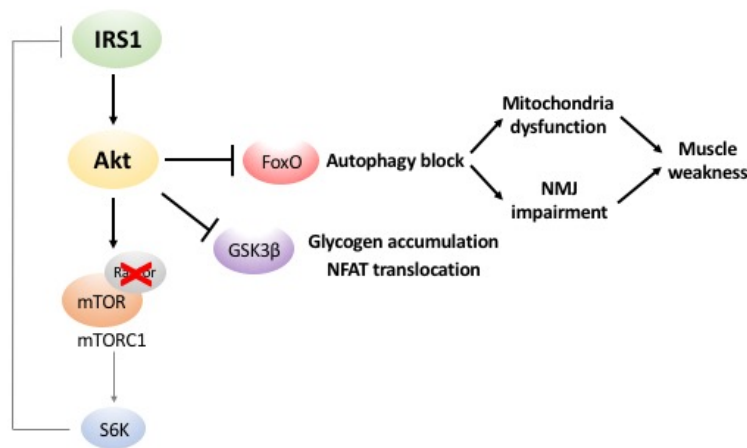 IRS1
Akt
FoxO
Autophagy block
Mitochondria
dysfunction
NMJ
impairment
Muscle
weakness
GSK3β
Glycogen accumulation
NFAT translocation
mTOR
mTORC1
S6K